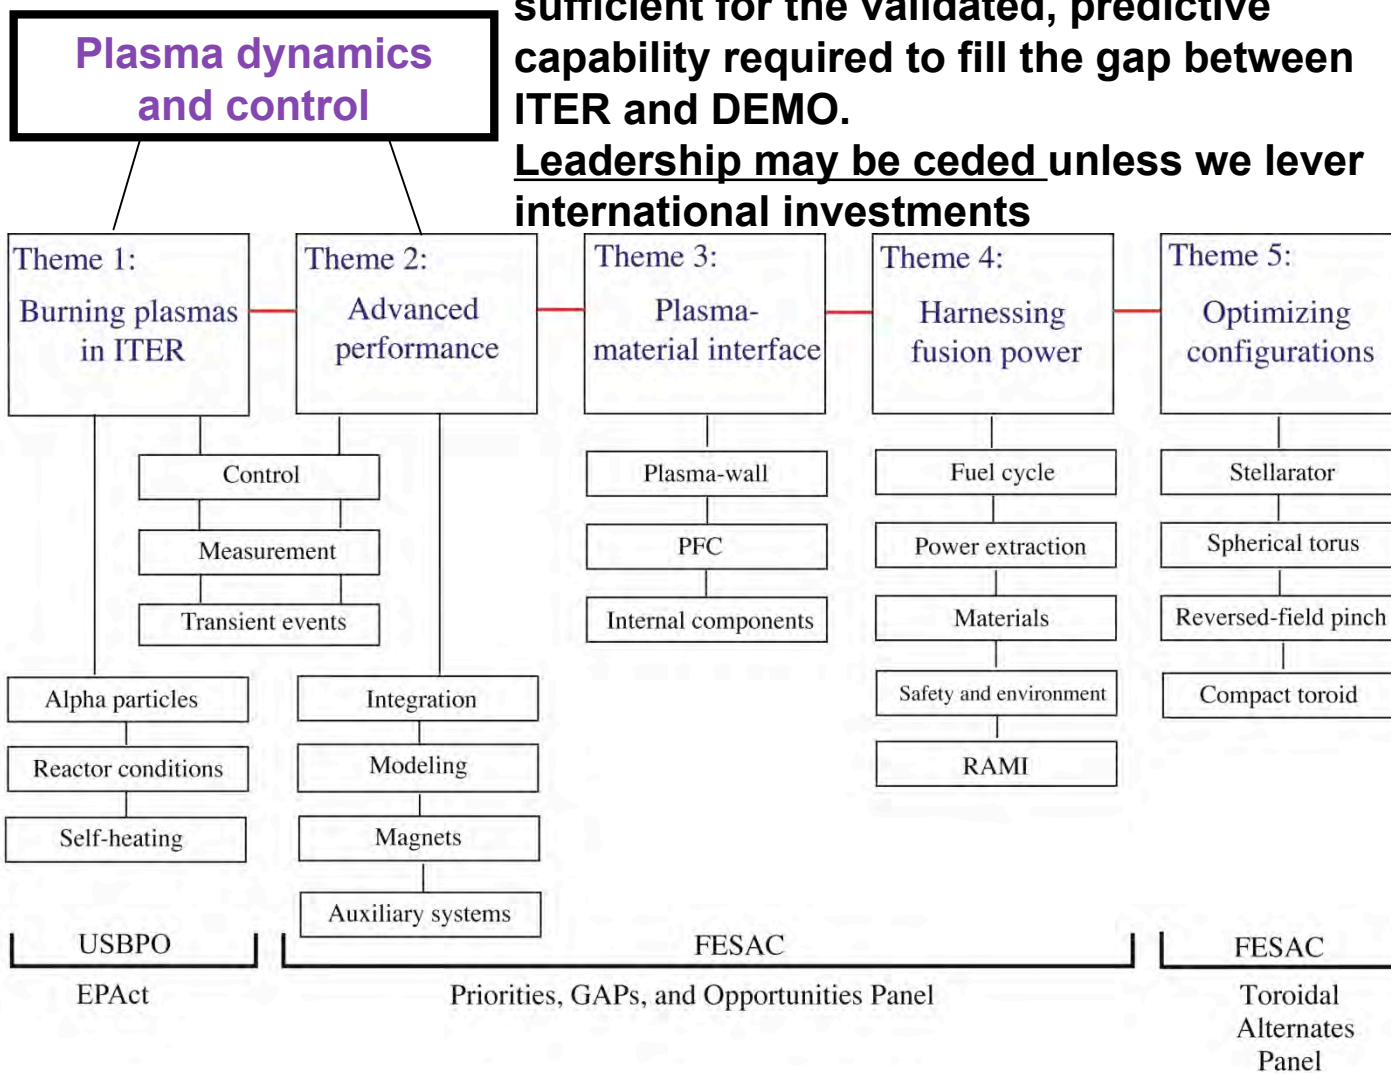 sufficient for the validated, predictive
capability required to fill the gap between
ITER and DEMO.
Leadership may be ceded unless we lever
international investments
Plasma dynamics
and control
Theme 1:
Burning plasmas
in ITER
Theme 2:
Advanced
performance
Theme 3:
Plasma-
material interface
Theme 4:
Harnessing
fusion power
Theme 5:
Optimizing
configurations
Control
Measurement
Transient events
Alpha particles
Reactor conditions
Self-heating
Integration
Modeling
Magnets
Auxiliary systems
Plasma-wall
PFC
Internal components
Fuel cycle
Power extraction
Materials
Safety and environment
RAMI
Stellarator
Spherical torus
Reversed-field pinch
Compact toroid
USBPO
EPAct
FESAC
Priorities, GAPs, and Opportunities Panel
FESAC
Toroidal
Alternates
Panel